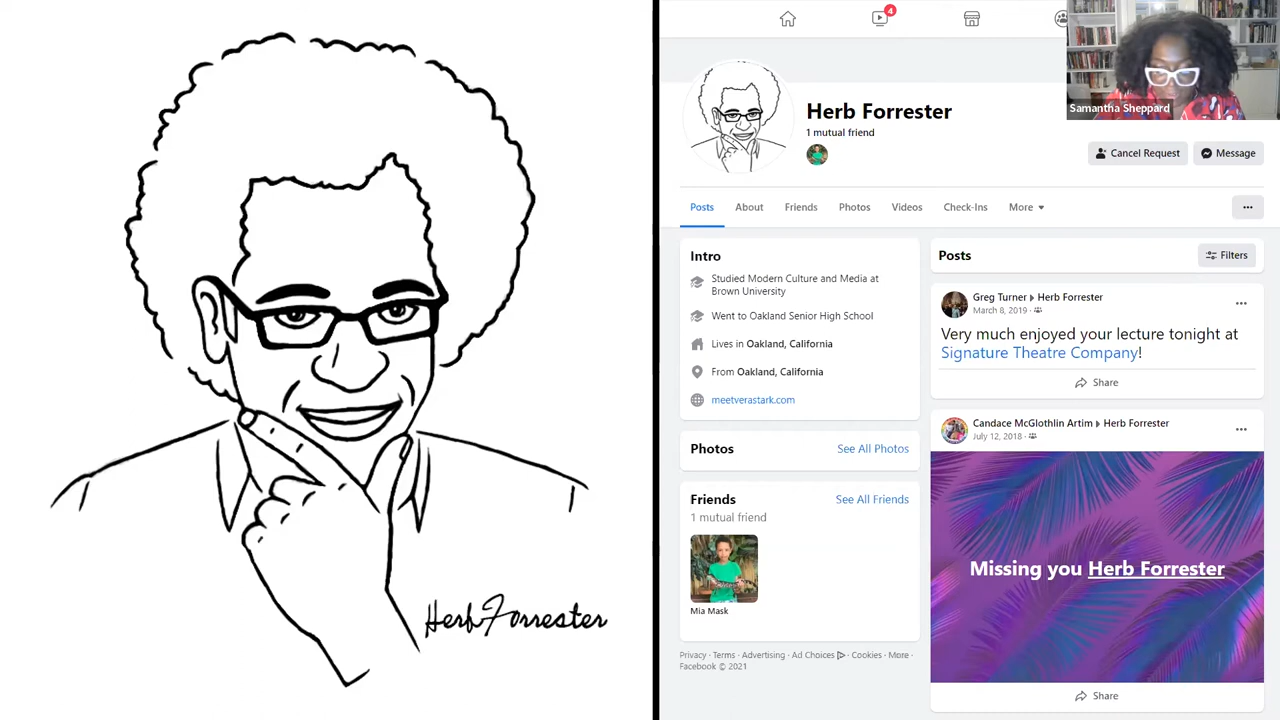 Herb Forrester
4
Samantha Sheppard
Herb Forrester
1 mutual friend
Cancel Request
Message
Posts
About
Friends
Photos
Videos
Check-Ins
More
Intro
Studied Modern Culture and Media at
Brown University
Went to Oakland Senior High School
Lives in Oakland, California
From Oakland, California
meetverastark.com
Photos
See All Photos
Friends
See All Friends
1 mutual friend
Mia Mask
Privacy · Terms · Advertising · Ad Choices · Cookies · More ·
Facebook © 2021
Posts
Filters
Greg Turner Herb Forrester
March 8, 2019 ·
Very much enjoyed your lecture tonight at
Signature Theatre Company!
Share
Candace McGlothlin Artim Herb Forrester
July 12, 2018 ·
Missing you Herb Forrester
Share